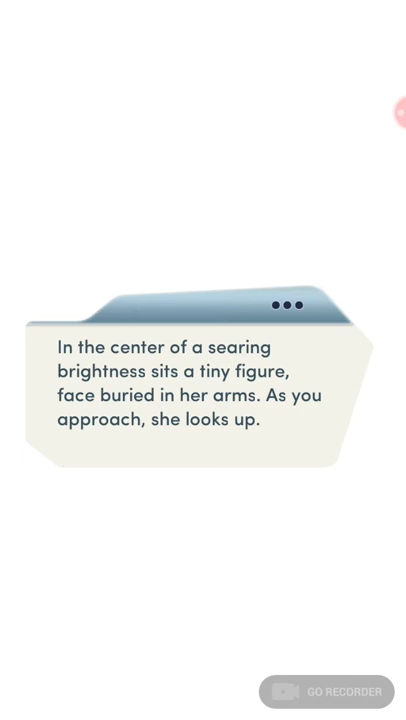 In the center of a searing
brightness sits a tiny figure,
face buried in her arms. As you
approach, she looks up.
GO RECORDER